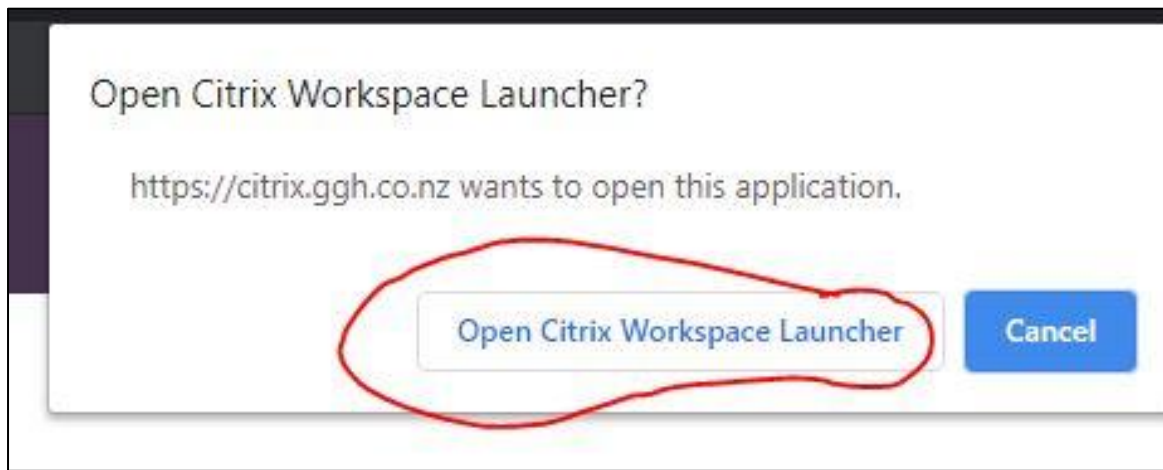 Open Citrix Workspace Launcher?
https://citrix.ggh.co.nz wants to open this application.
Open Citrix Workspace Launcher
Cancel